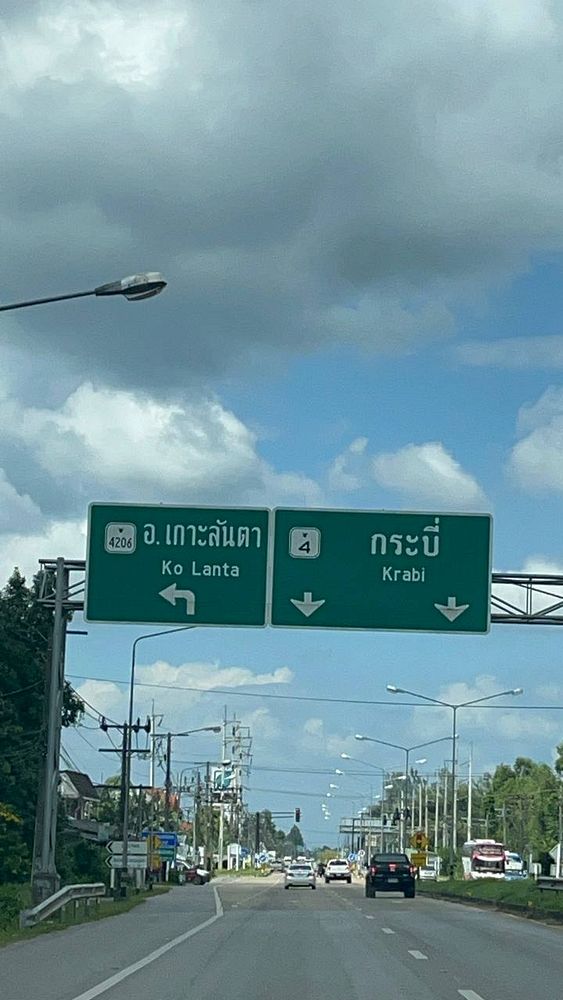 4206
อ.เกาะลันตา
Ko Lanta
4
กระบี่
Krabi